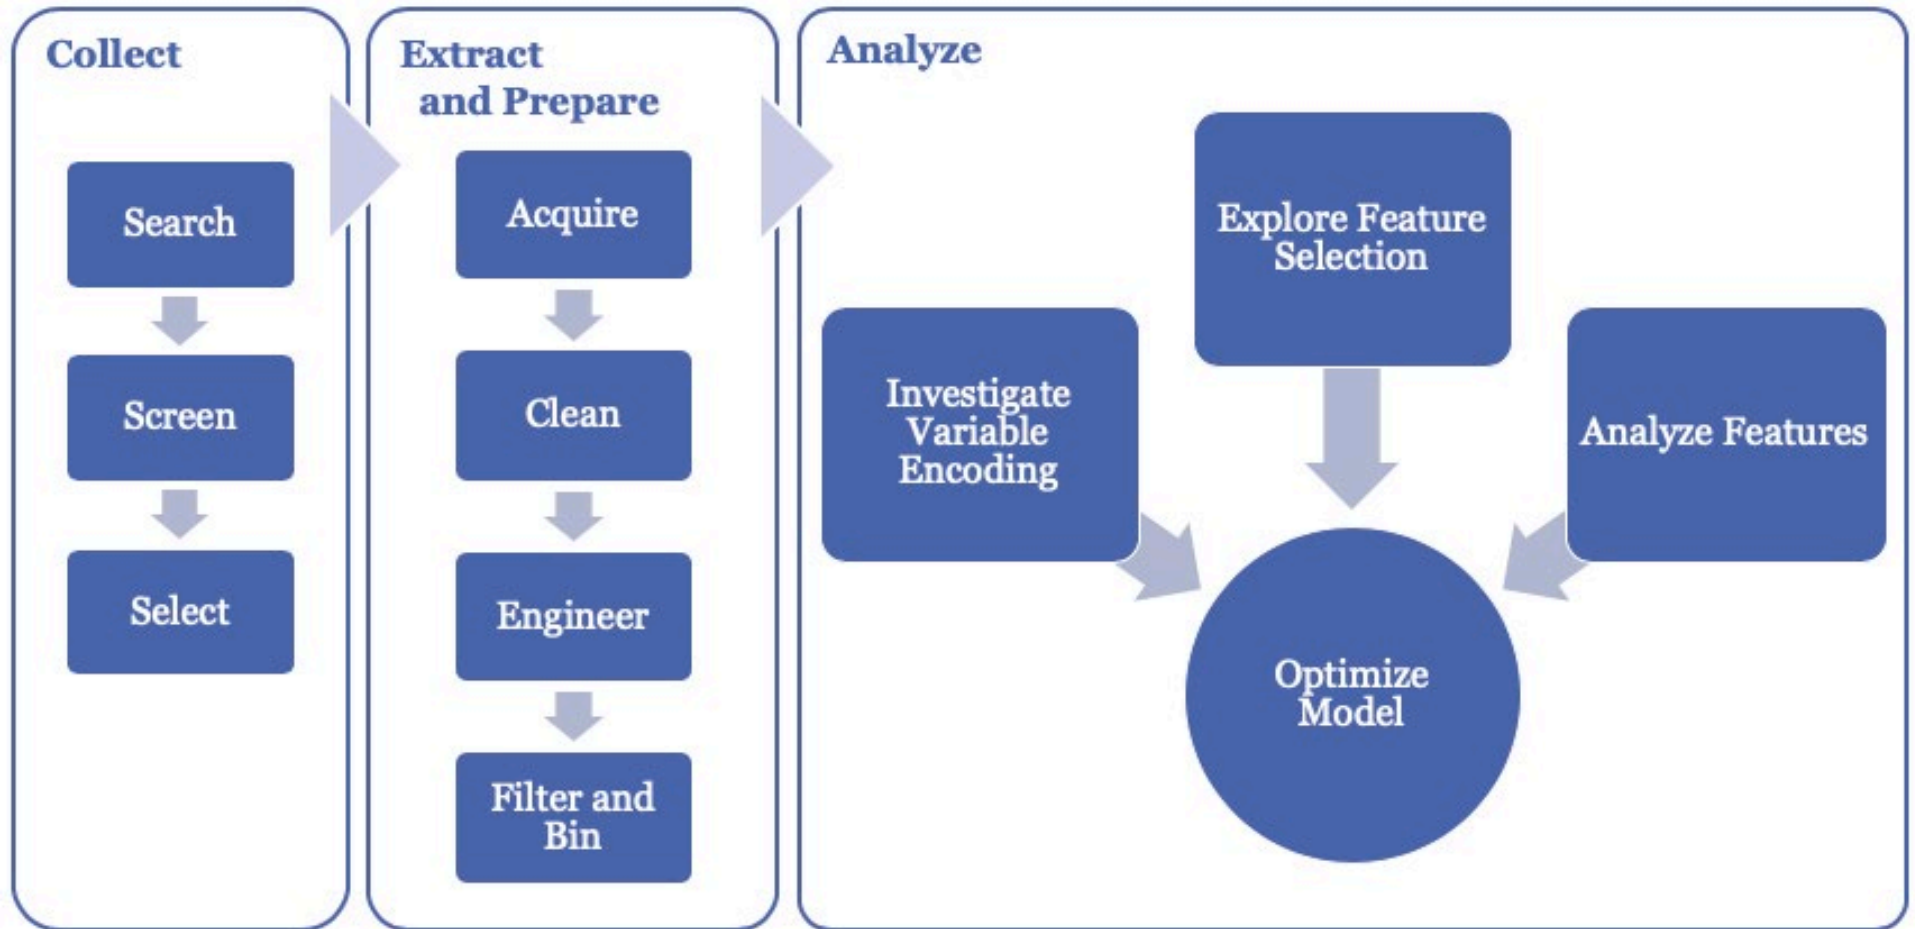 Collect
Search
Screen
Select
Extract
and Prepare
Acquire
Clean
Engineer
Filter and
Bin
Analyze
Explore Feature
Selection
Investigate
Variable
Encoding
Analyze Features
Optimize
Model